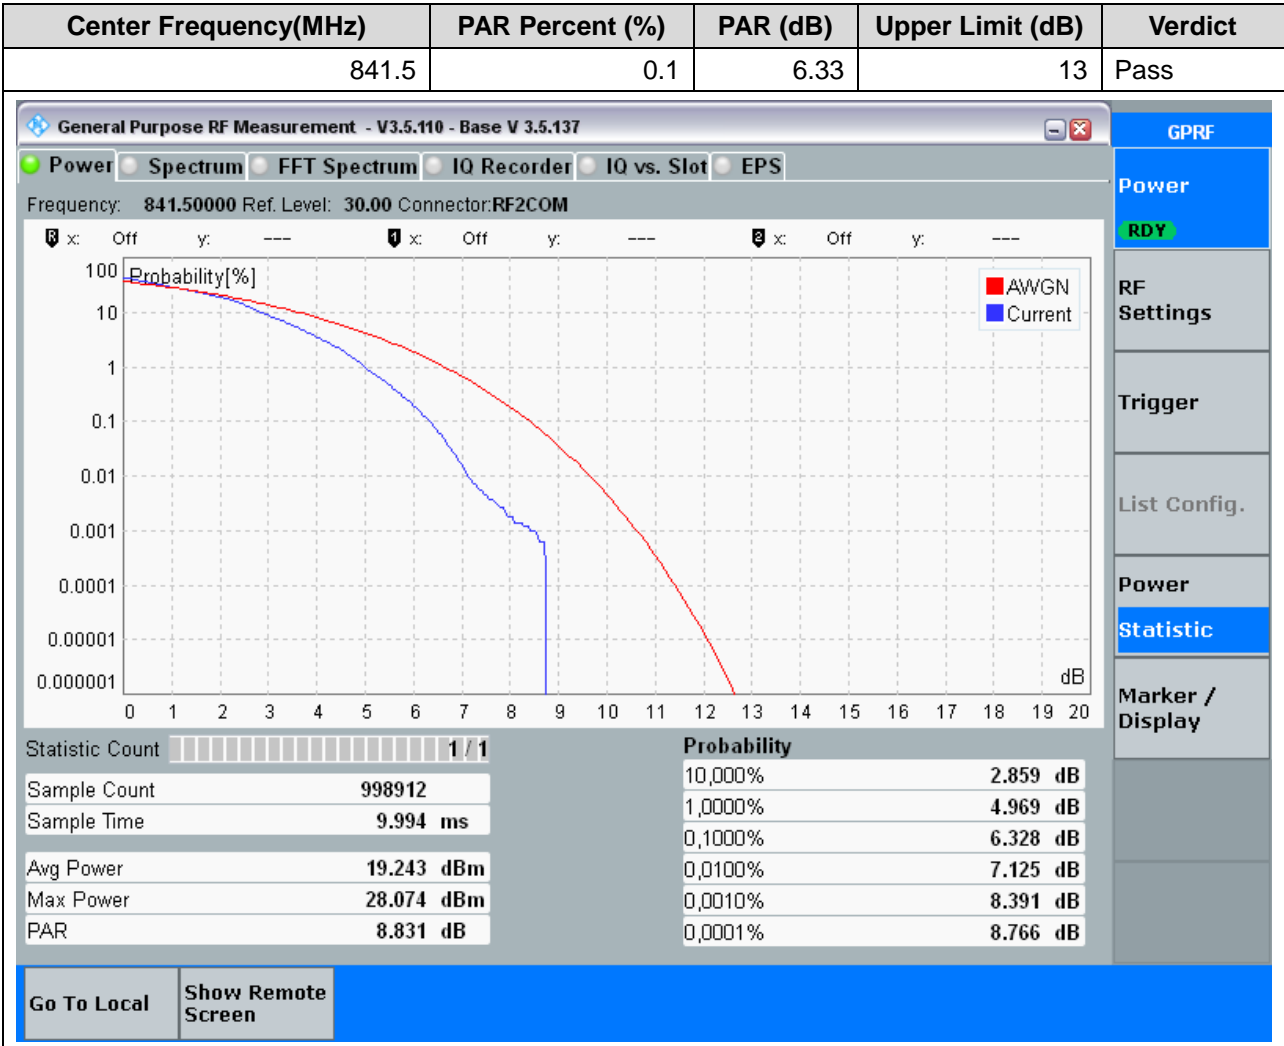 Center Frequency(MHz) PAR Percent (%) PAR (dB) Upper Limit (dB) Verdict
841.5 0.1 6.33 13 Pass
General Purpose RF Measurement - V3.5.110 - Base V 3.5.137
GPRF
Power Spectrum FFT Spectrum IQ Recorder IQ vs. Slot EPS
Frequency: 841.50000 Ref. Level: 30.00 Connector:RF2COM
R x: Off y: --- 1 x: Off y: --- 2 x: Off y: ---
Probability[%]
AWGN
Current
100
10
1
0.1
0.01
0.001
0.0001
0.00001
0.000001
dB
0 1 2 3 4 5 6 7 8 9 10 11 12 13 14 15 16 17 18 19 20
Statistic Count 1 / 1
Sample Count 998912
Sample Time 9.994 ms
Avg Power 19.243 dBm
Max Power 28.074 dBm
PAR 8.831 dB
Probability
10,000% 2.859 dB
1,0000% 4.969 dB
0,1000% 6.328 dB
0,0100% 7.125 dB
0,0010% 8.391 dB
0,0001% 8.766 dB
Power
RDY
RF
Settings
Trigger
List Config.
Power
Statistic
Marker /
Display
Go To Local
Show Remote
Screen